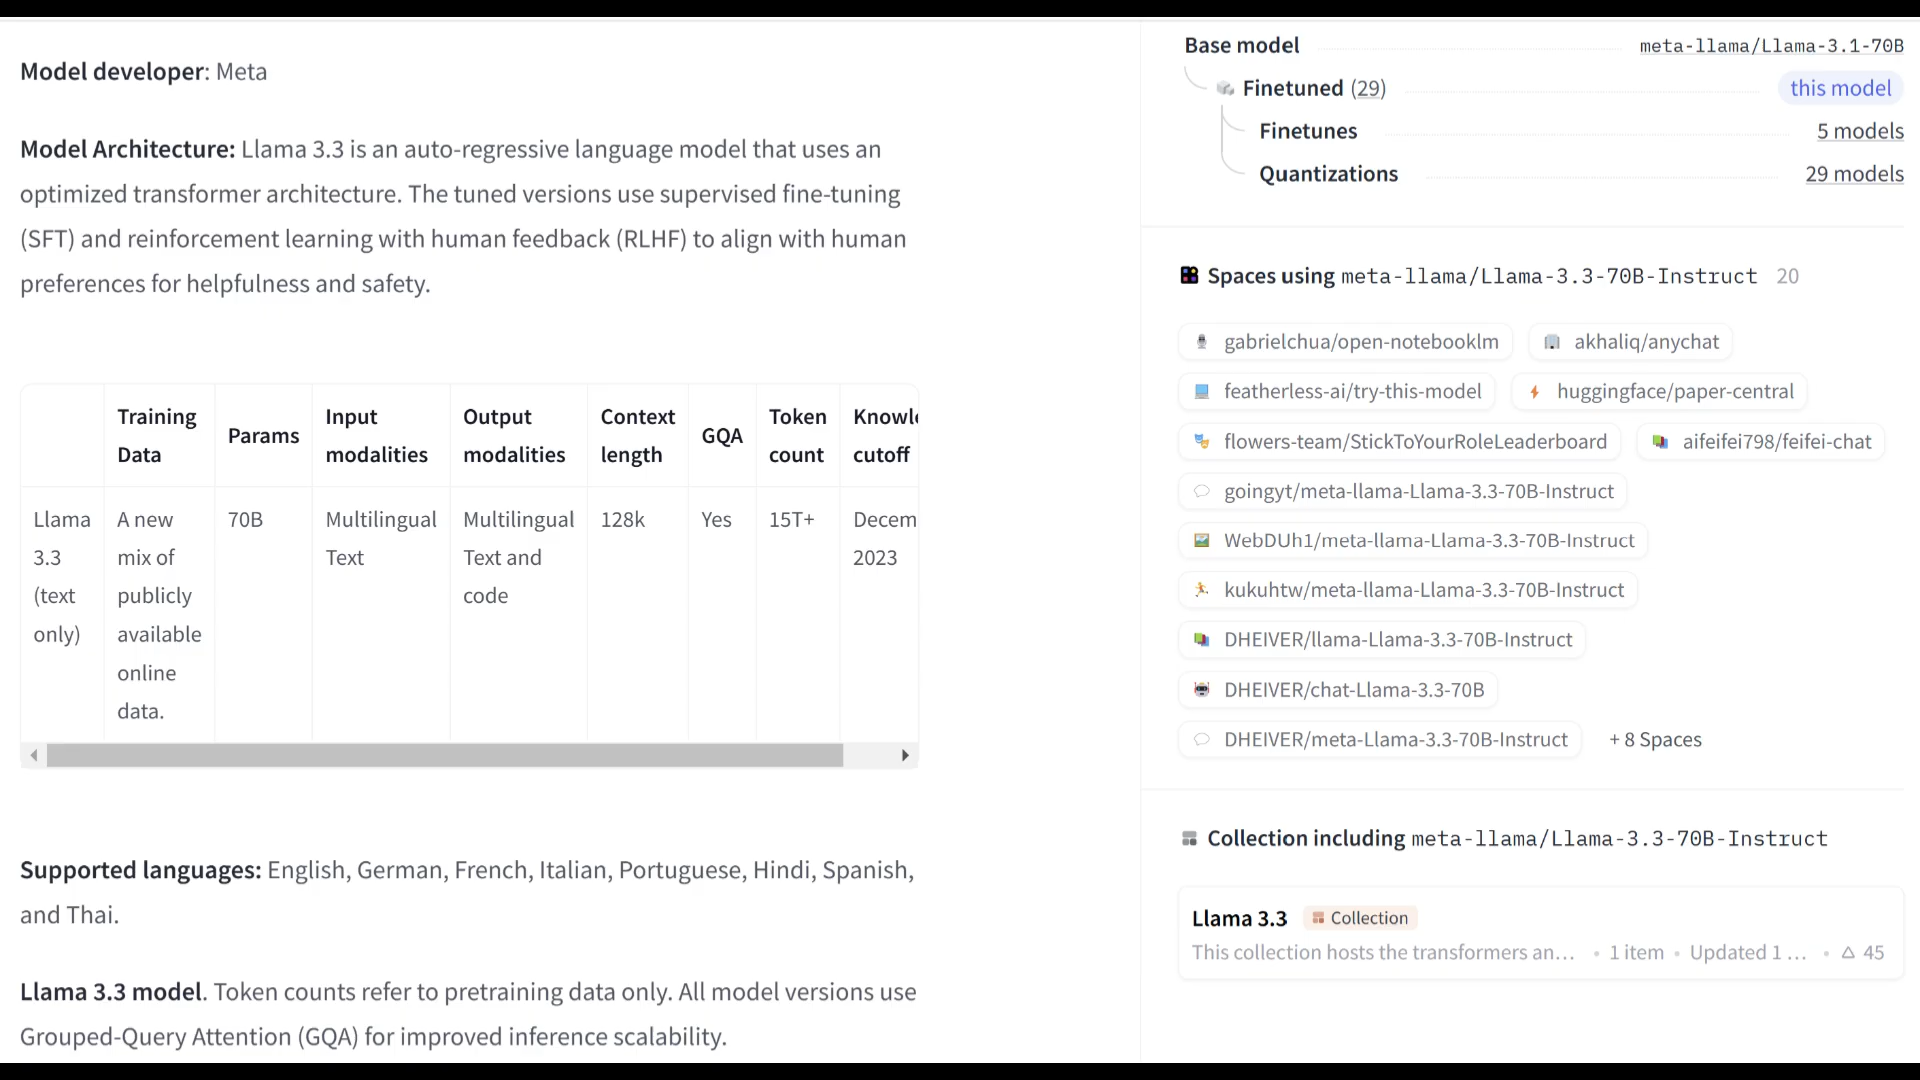 Model developer: Meta
Model Architecture: Llama 3.3 is an auto-regressive language model that uses an
optimized transformer architecture. The tuned versions use supervised fine-tuning
(SFT) and reinforcement learning with human feedback (RLHF) to align with human
preferences for helpfulness and safety.
Training Data
Params
Input modalities
Output modalities
Context length
GQA
Token count
Knowle
cutoff
Llama 3.3 (text only)
A new mix of publicly available online data.
70B
Multilingual Text
Multilingual Text and code
128k
Yes
15T+
Decem
2023
Supported languages: English, German, French, Italian, Portuguese, Hindi, Spanish,
and Thai.
Llama 3.3 model. Token counts refer to pretraining data only. All model versions use
Grouped-Query Attention (GQA) for improved inference scalability.
Base model meta-llama/Llama-3.1-70B
Finetuned (29) this model
Finetunes 5 models
Quantizations 29 models
Spaces using meta-llama/Llama-3.3-70B-Instruct 20
gabrielchua/open-notebooklm akhaliq/anychat
featherless-ai/try-this-model huggingface/paper-central
flowers-team/StickToYourRoleLeaderboard aifeifei798/feifei-chat
goingyt/meta-llama-Llama-3.3-70B-Instruct
WebDUh1/meta-llama-Llama-3.3-70B-Instruct
kukuhtw/meta-llama-Llama-3.3-70B-Instruct
DHEIVER/llama-Llama-3.3-70B-Instruct
DHEIVER/chat-Llama-3.3-70B
DHEIVER/meta-Llama-3.3-70B-Instruct + 8 Spaces
Collection including meta-llama/Llama-3.3-70B-Instruct
Llama 3.3 Collection
This collection hosts the transformers an... • 1 item • Updated 1 ... • 45